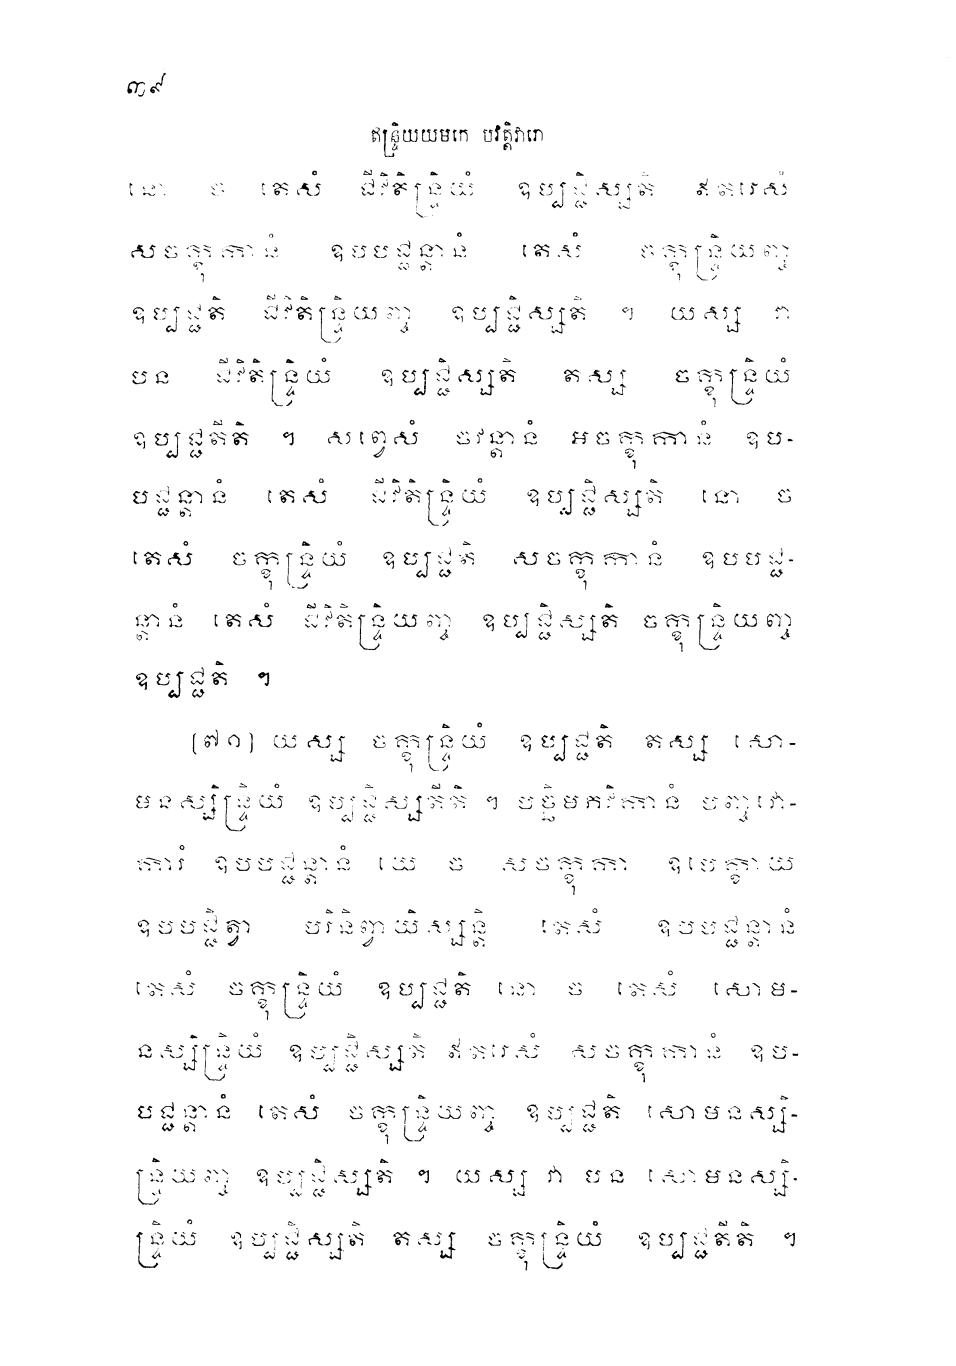 ៣៩
ឥន្ទ្រិយយមកេ បវត្តិវារោ
នោ ច តេសំ ជីវិតិន្ទ្រិយំ ឧប្បជ្ជិស្សតិ ឥតរេសំ
សចក្ខុកានំ ឧបបជ្ជន្តានំ តេសំ ចក្ខុន្ទ្រិយញ្ច
ឧប្បជ្ជតិ ជីវិតិន្ទ្រិយញ្ច ឧប្បជ្ជិស្សតិ ។ យស្ស វា
បន ជីវិតិន្ទ្រិយំ ឧប្បជ្ជិស្សតិ តស្ស ចក្ខុន្ទ្រិយំ
ឧប្បជ្ជតីតិ ។ សព្វេសំ ចវន្តានំ អចក្ខុកានំ ឧប-
បជ្ជន្តានំ តេសំ ជីវិតិន្ទ្រិយំ ឧប្បជ្ជិស្សតិ នោ ច
តេសំ ចក្ខុន្ទ្រិយំ ឧប្បជ្ជតិ សចក្ខុកានំ ឧបបជ្ជ-
ន្តានំ តេសំ ជីវិតិន្ទ្រិយញ្ច ឧប្បជ្ជិស្សតិ ចក្ខុន្ទ្រិយញ្ច
ឧប្បជ្ជតិ ។
[៧១] យស្ស ចក្ខុន្ទ្រិយំ ឧប្បជ្ជតិ តស្ស សោ-
មនស្សិន្ទ្រិយំ ឧប្បជ្ជិស្សតីតិ ។ បច្ឆិមភវិកានំ បញ្ចវោ-
ការំ ឧបបជ្ជន្តានំ យេ ច សចក្ខុកា ឧបេក្ខាយ
ឧបបជ្ជិត្វា បរិនិព្វាយិស្សន្តិ តេសំ ឧបបជ្ជន្តានំ
តេសំ ចក្ខុន្ទ្រិយំ ឧប្បជ្ជតិ នោ ច តេសំ សោម-
នស្សិន្ទ្រិយំ ឧប្បជ្ជិស្សតិ ឥតរេសំ សចក្ខុកានំ ឧប-
បជ្ជន្តានំ តេសំ ចក្ខុន្ទ្រិយញ្ច ឧប្បជ្ជតិ សោមនស្សិ-
ន្ទ្រិយញ្ច ឧប្បជ្ជិស្សតិ ។ យស្ស វា បន សោមនស្សិ-
ន្ទ្រិយំ ឧប្បជ្ជិស្សតិ តស្ស ចក្ខុន្ទ្រិយំ ឧប្បជ្ជតីតិ ។